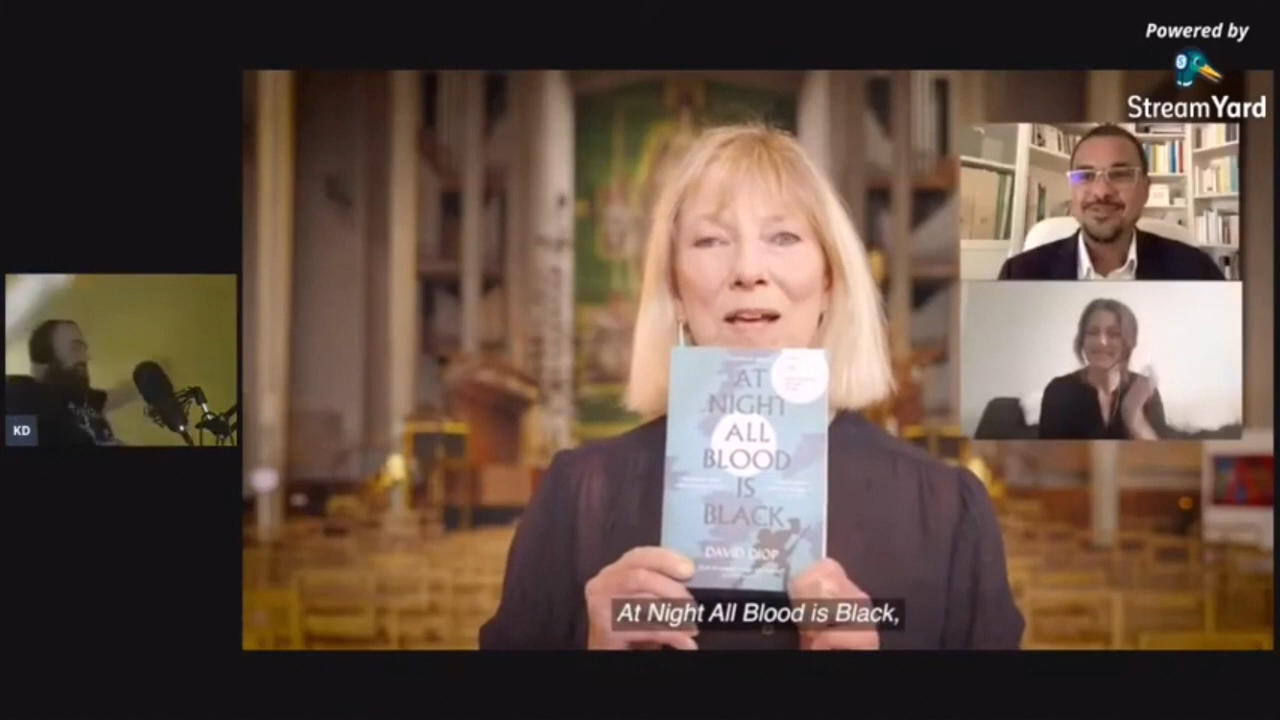 Powered by
StreamYard
AT
NIGHT
ALL
BLOOD
IS
BLACK
DAVID DIOP
At Night All Blood is Black,
KD